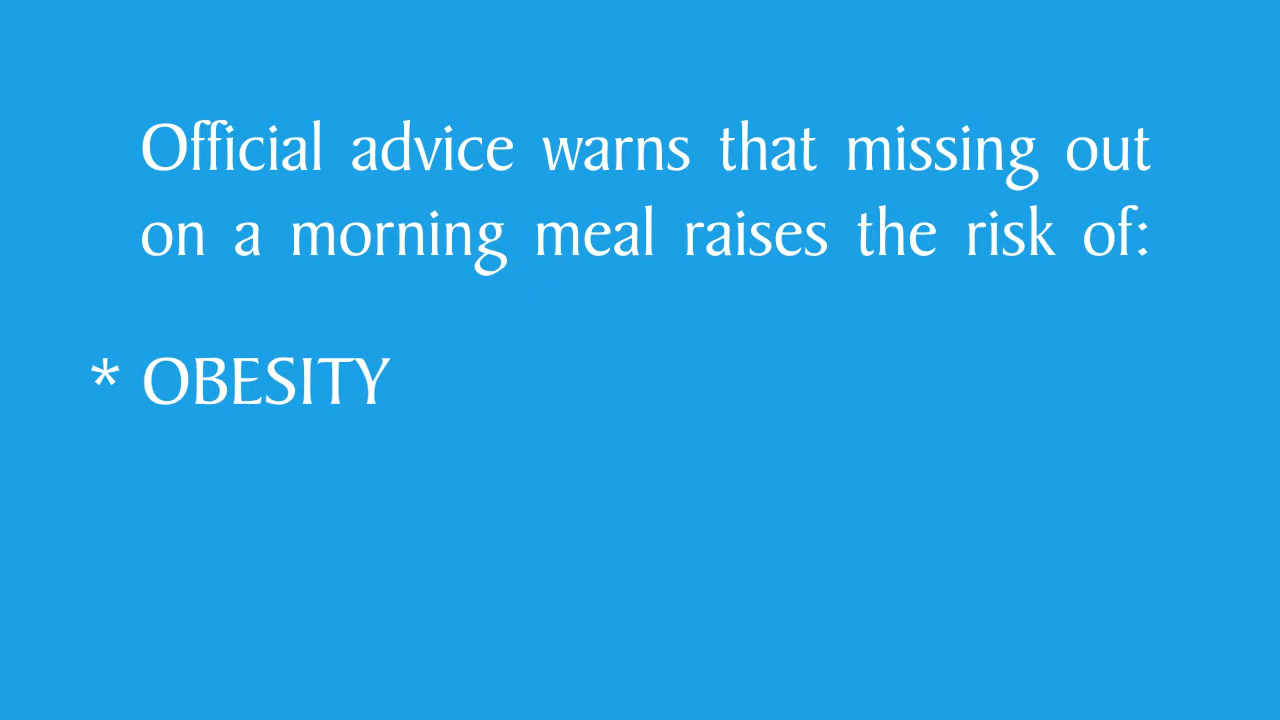 Official advice warns that missing out
on a morning meal raises the risk of:
* OBESITY